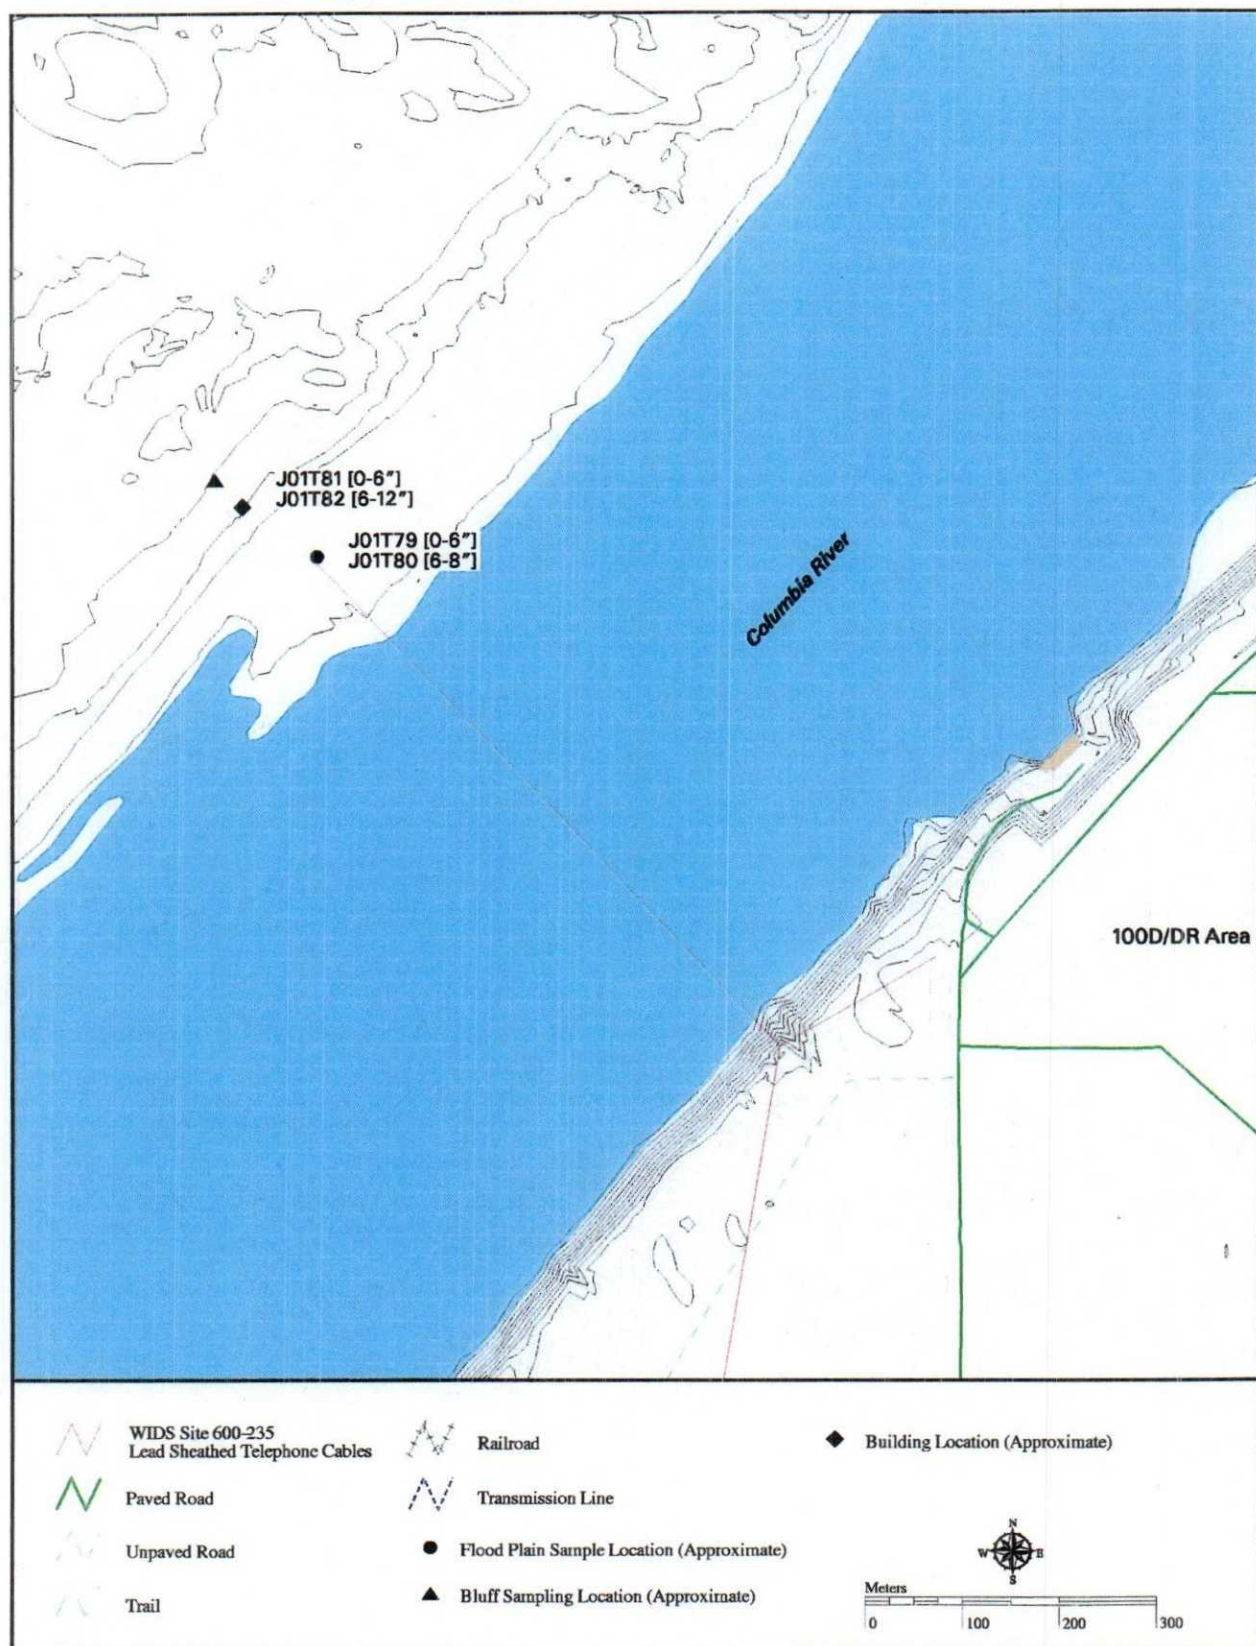 J01T81 [0-6"]
J01T82 [6-12"]
J01T79 [0-6"]
J01T80 [6-8"]
Columbia River
100D/DR Area
WIDS Site 600-235
Lead Sheathed Telephone Cables
Paved Road
Unpaved Road
Trail
Railroad
Transmission Line
Flood Plain Sample Location (Approximate)
Bluff Sampling Location (Approximate)
Building Location (Approximate)
N
W E
S
Meters
0 100 200 300